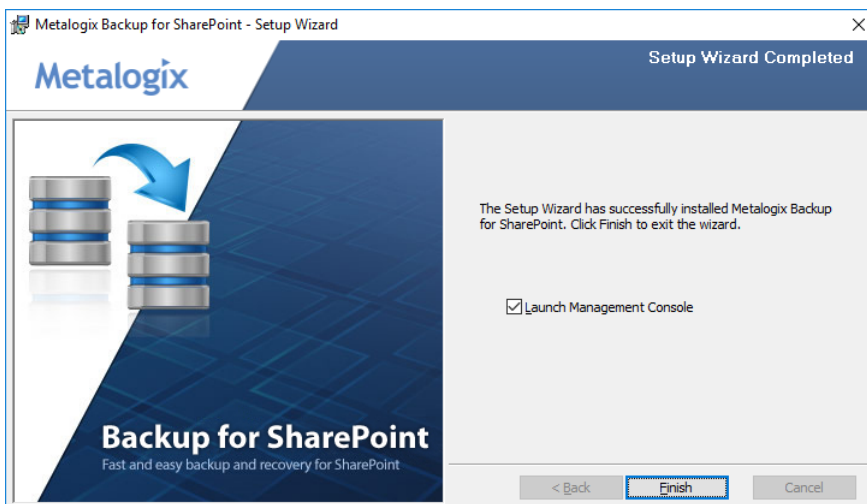 Metalogix Backup for SharePoint - Setup Wizard
Setup Wizard Completed
Metalogix
The Setup Wizard has successfully installed Metalogix Backup
for SharePoint. Click Finish to exit the wizard.
Launch Management Console
Backup for SharePoint
Fast and easy backup and recovery for SharePoint
< Back
Finish
Cancel